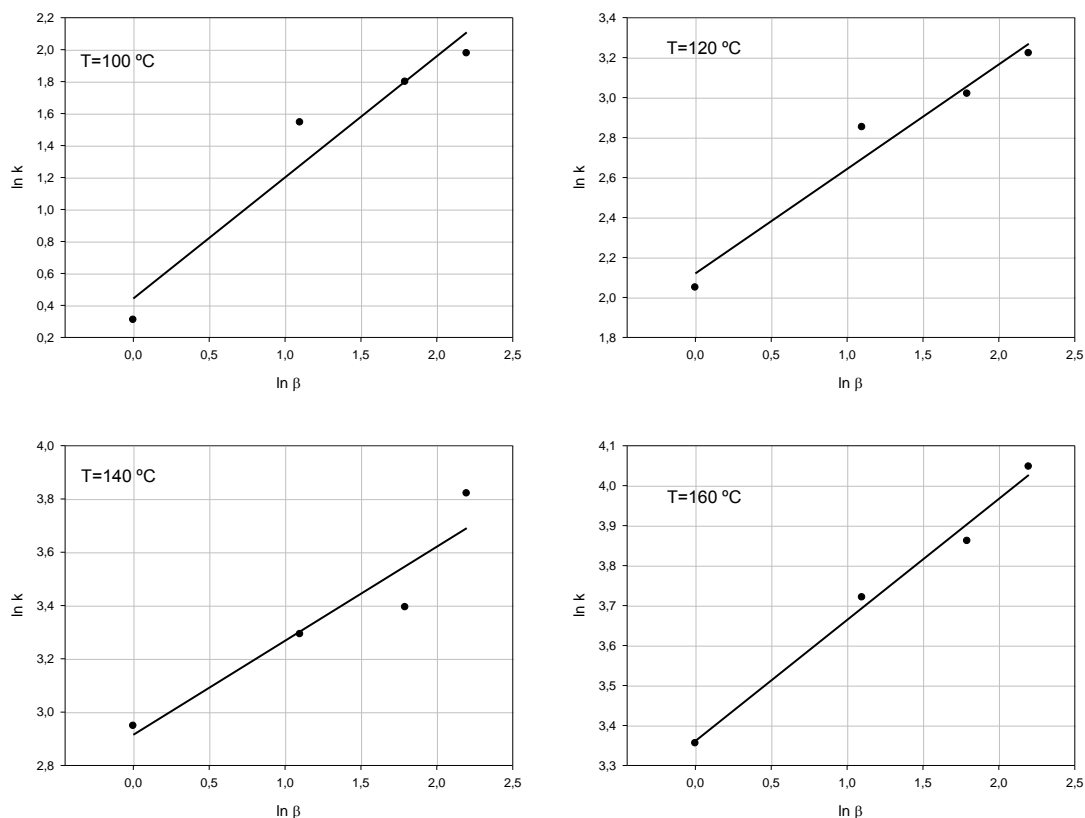 T=100 ºC
ln k
2,2
2,0
1,8
1,6
1,4
1,2
1,0
0,8
0,6
0,4
0,2
0,0 0,5 1,0 1,5 2,0 2,5
ln β
T=120 ºC
ln k
3,4
3,2
3,0
2,8
2,6
2,4
2,2
2,0
1,8
0,0 0,5 1,0 1,5 2,0 2,5
ln β
T=140 ºC
ln k
4,0
3,8
3,6
3,4
3,2
3,0
2,8
0,0 0,5 1,0 1,5 2,0 2,5
ln β
T=160 ºC
ln k
4,1
4,0
3,9
3,8
3,7
3,6
3,5
3,4
3,3
0,0 0,5 1,0 1,5 2,0 2,5
ln β